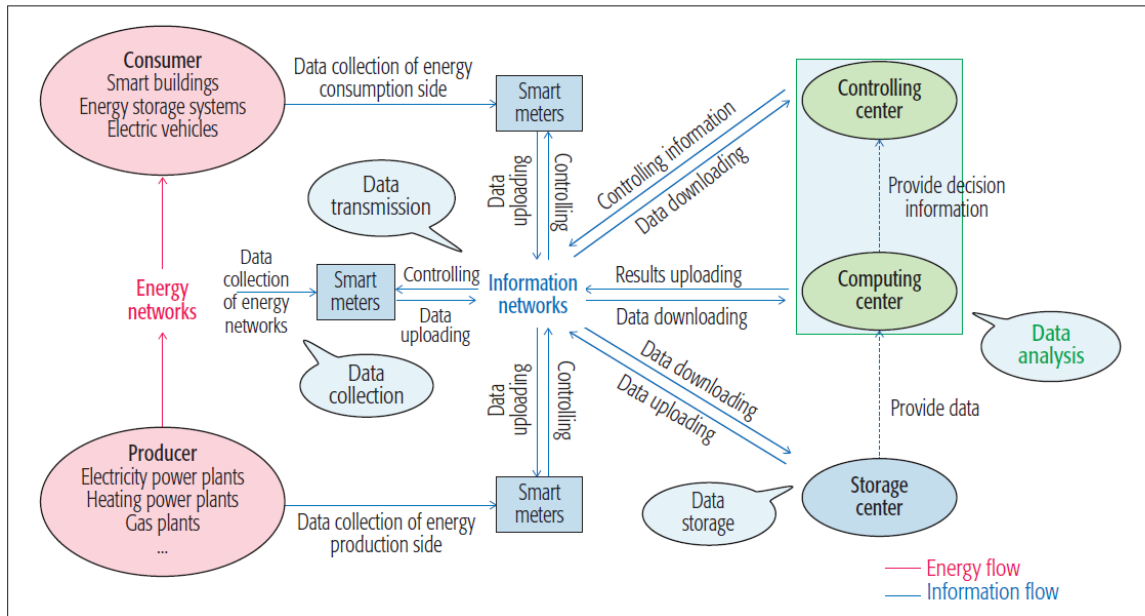 Consumer
Smart buildings
Energy storage systems
Electric vehicles
Data collection of energy
consumption side
Smart
meters
Controlling
center
Controlling information
Data downloading
Data
transmission
Data
uploading
Controlling
Provide decision
information
Energy
networks
Data
collection
of energy
networks
Smart
meters
Controlling
Data
uploading
Information
networks
Results uploading
Data downloading
Computing
center
Data
analysis
Data
collection
Data
uploading
Controlling
Data downloading
Data uploading
Provide data
Producer
Electricity power plants
Heating power plants
Gas plants
...
Data collection of energy
production side
Smart
meters
Data
storage
Storage
center
Energy flow
Information flow